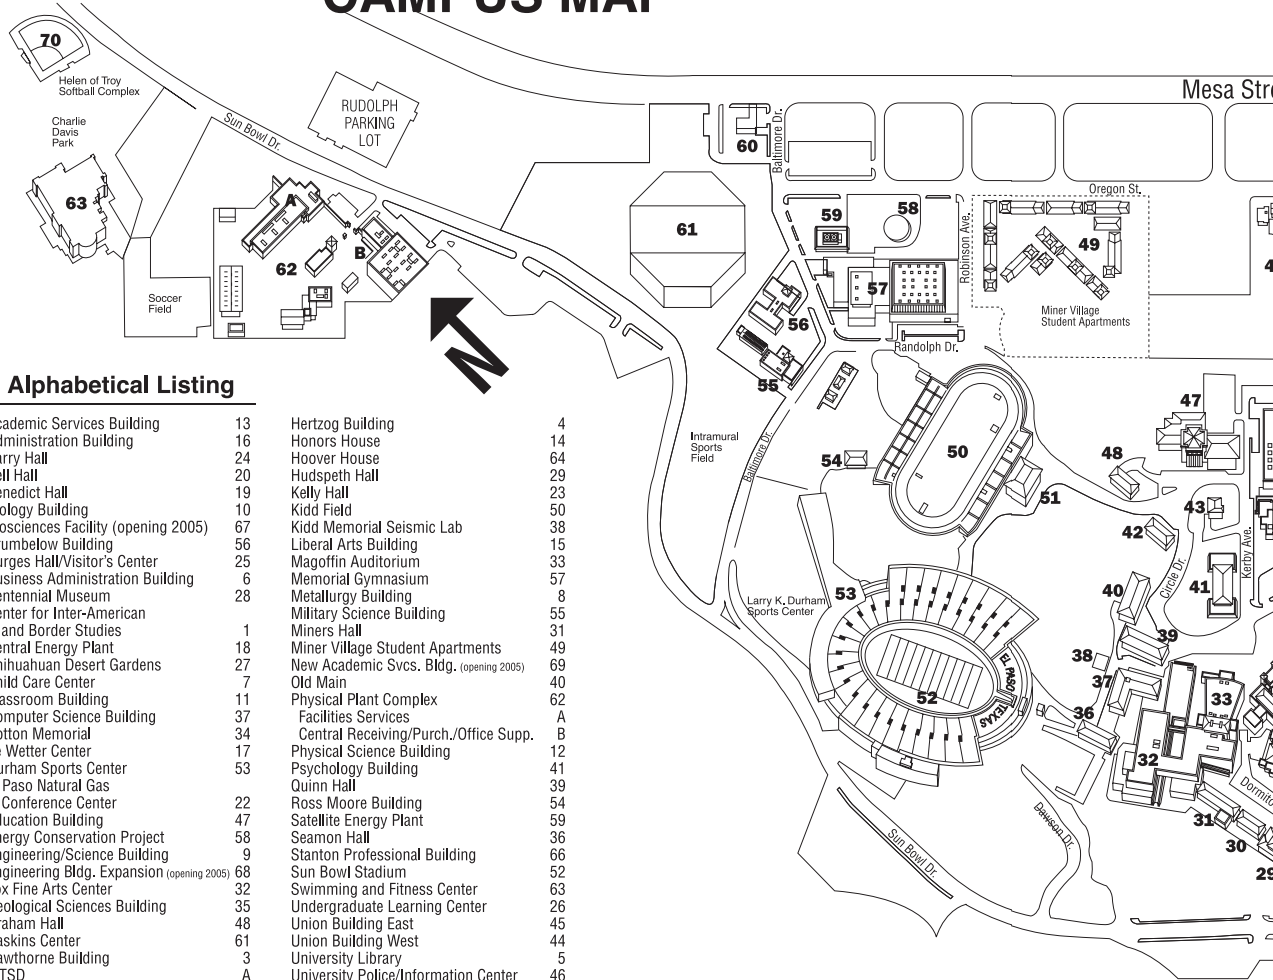 CAMPUS MAP
70
Helen of Troy
Softball Complex
Charlie
Davis
Park
63
Sun Bowl Dr.
RUDOLPH
PARKING
LOT
A
B
62
Soccer
Field
N
60
Baltimore Dr.
Mesa Stre
61
59
58
57
56
55
Robinson Ave.
Oregon St.
49
Miner Village
Student Apartments
Randolph Dr.
Intramural
Sports
Field
Baltimore Dr.
54
50
51
48
47
43
42
41
40
39
38
37
36
33
32
31
30
29
4
Circle Dr.
Kerby Ave.
Larry K. Durham
Sports Center
53
52
EL PASO
TEXAS
Sun Bowl Dr.
Dawson Dr.
Dormito
Alphabetical Listing
cademic Services Building 13
dministration Building 16
arry Hall 24
ell Hall 20
enedict Hall 19
ology Building 10
osciences Facility (opening 2005) 67
rumbelow Building 56
urges Hall/Visitor's Center 25
usiness Administration Building 6
entennial Museum 28
enter for Inter-American
and Border Studies 1
entral Energy Plant 18
hihuahuan Desert Gardens 27
hild Care Center 7
assroom Building 11
omputer Science Building 37
otton Memorial 34
e Wetter Center 17
urham Sports Center 53
Paso Natural Gas
Conference Center 22
ducation Building 47
nergy Conservation Project 58
ngineering/Science Building 9
ngineering Bldg. Expansion (opening 2005) 68
ox Fine Arts Center 32
eological Sciences Building 35
raham Hall 48
askins Center 61
awthorne Building 3
TSD A
Hertzog Building 4
Honors House 14
Hoover House 64
Hudspeth Hall 29
Kelly Hall 23
Kidd Field 50
Kidd Memorial Seismic Lab 38
Liberal Arts Building 15
Magoffin Auditorium 33
Memorial Gymnasium 57
Metallurgy Building 8
Military Science Building 55
Miners Hall 31
Miner Village Student Apartments 49
New Academic Svcs. Bldg. (opening 2005) 69
Old Main 40
Physical Plant Complex 62
Facilities Services A
Central Receiving/Purch./Office Supp. B
Physical Science Building 12
Psychology Building 41
Quinn Hall 39
Ross Moore Building 54
Satellite Energy Plant 59
Seamon Hall 36
Stanton Professional Building 66
Sun Bowl Stadium 52
Swimming and Fitness Center 63
Undergraduate Learning Center 26
Union Building East 45
Union Building West 44
University Library 5
University Police/Information Center 46